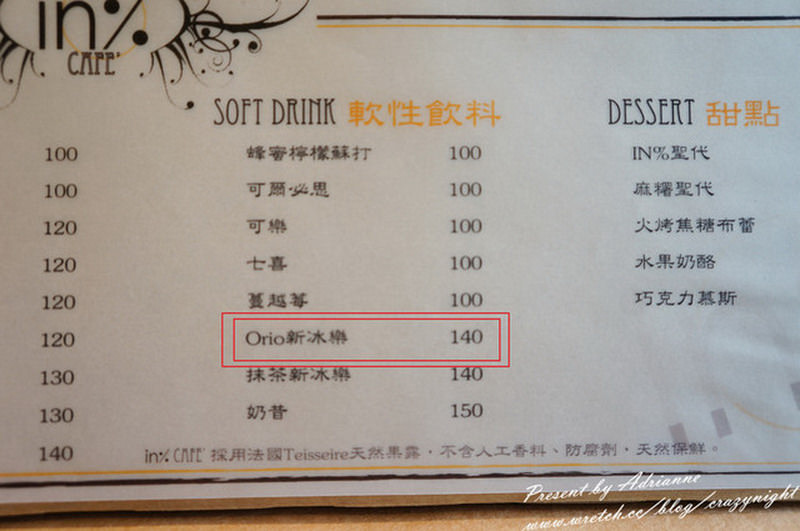 in%
CAFE'
SOFT DRINK 軟性飲料 DESSERT 甜點
100 蜂蜜檸檬蘇打 100 IN%聖代
100 可爾必思 100 麻糬聖代
120 可樂 100 火烤焦糖布蕾
120 七喜 100 水果奶酪
120 蔓越莓 100 巧克力慕斯
120 Orio新冰樂 140
130 抹茶新冰樂 140
130 奶昔 150
140 in% CAFE' 採用法國Teisseire天然果露,不含人工香料、防腐劑,天然保鮮。
Present by Adrianne
www.wretch.cc/blog/crazynight